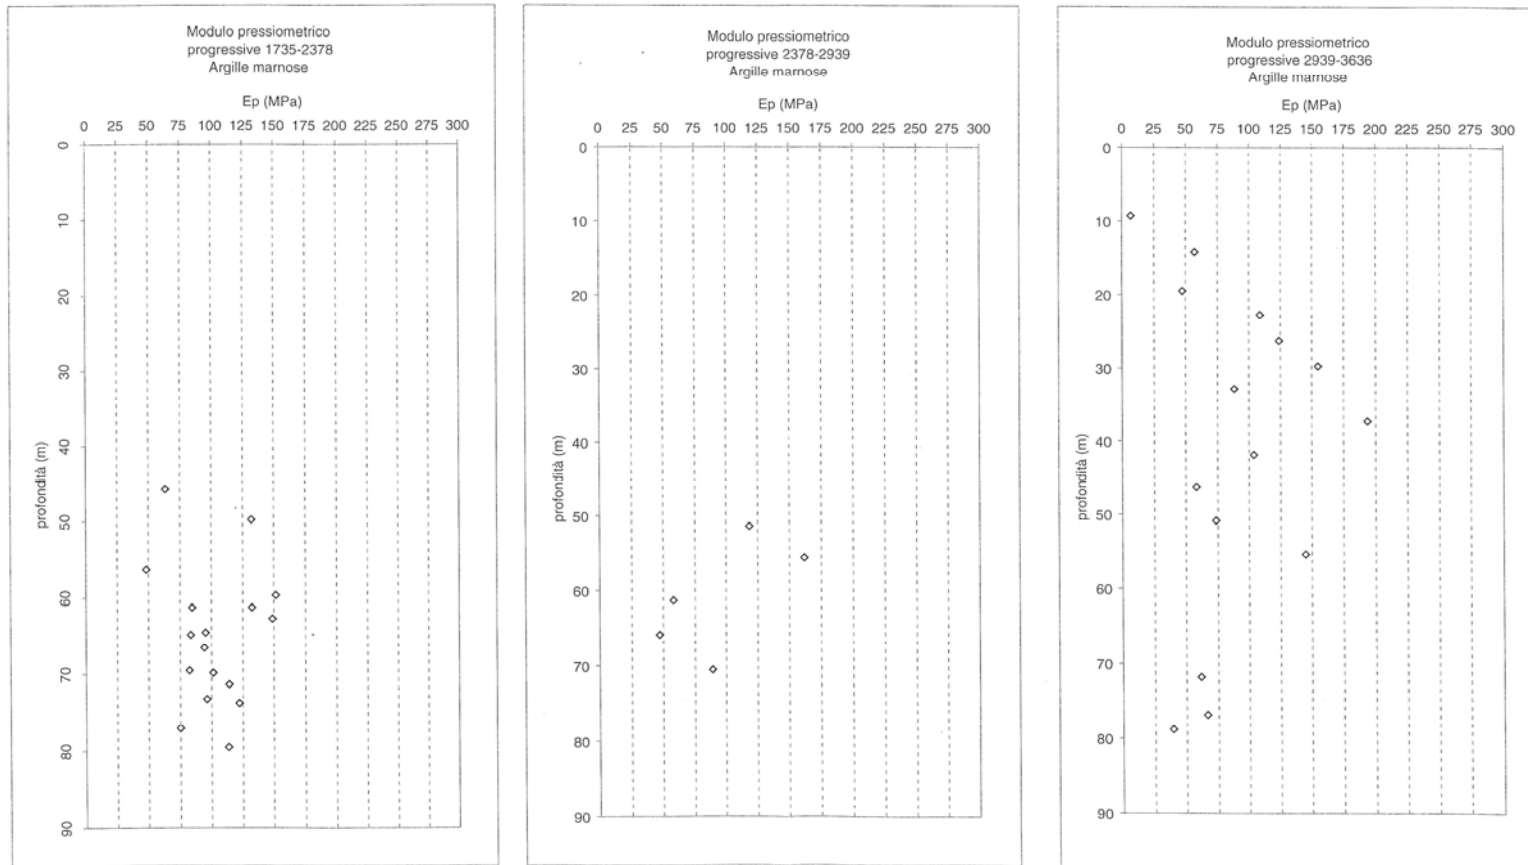 Modulo pressiometrico
progressive 1735-2378
Argille marnose
Ep (MPa)
0 25 50 75 100 125 150 175 200 225 250 275 300
0
10
20
30
40
50
60
70
80
90
profondità (m)
Modulo pressiometrico
progressive 2378-2939
Argille marnose
Ep (MPa)
0 25 50 75 100 125 150 175 200 225 250 275 300
0
10
20
30
40
50
60
70
80
90
profondità (m)
Modulo pressiometrico
progressive 2939-3636
Argille marnose
Ep (MPa)
0 25 50 75 100 125 150 175 200 225 250 275 300
0
10
20
30
40
50
60
70
80
90
profondità (m)